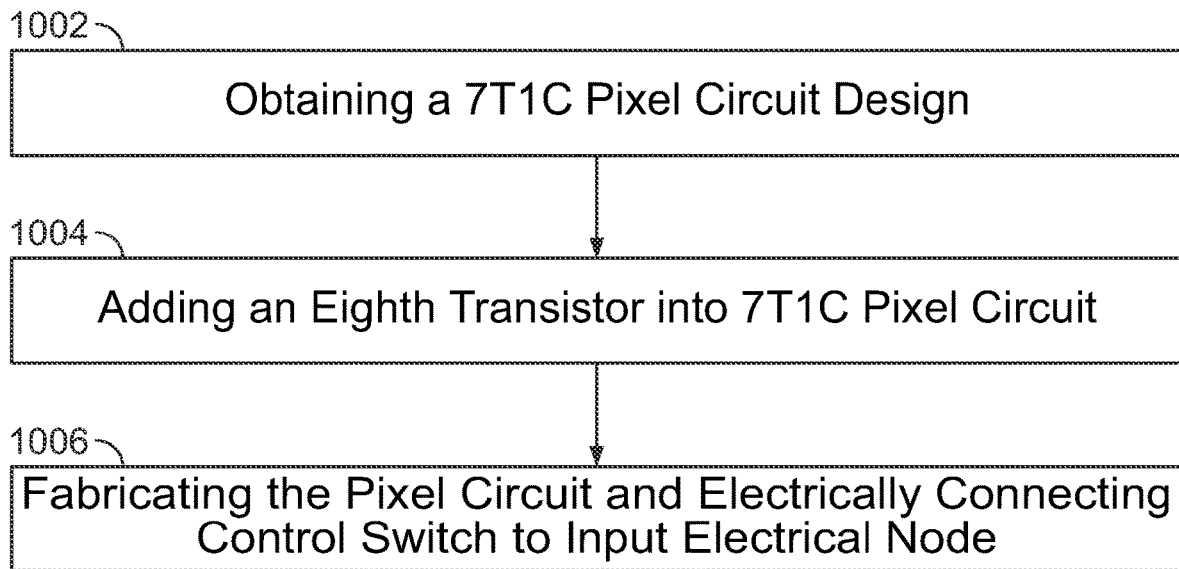 1002
Obtaining a 7T1C Pixel Circuit Design
1004
Adding an Eighth Transistor into 7T1C Pixel Circuit
1006
Fabricating the Pixel Circuit and Electrically Connecting
Control Switch to Input Electrical Node